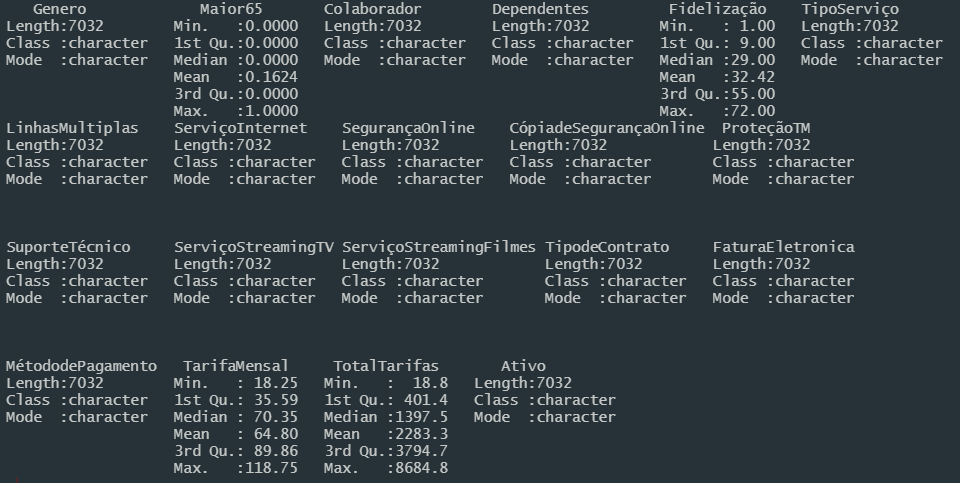 Genero Maior65 Colaborador Dependentes Fidelização TipoServiço
Length:7032 Min. :0.0000 Length:7032 Length:7032 Min. : 1.00 Length:7032
Class :character 1st Qu.:0.0000 Class :character Class :character 1st Qu.: 9.00 Class :character
Mode :character Median :0.0000 Mode :character Mode :character Median :29.00 Mode :character
Mean :0.1624 Mean :32.42
3rd Qu.:0.0000 3rd Qu.:55.00
Max. :1.0000 Max. :72.00
LinhasMultiplas ServiçoInternet SegurançaOnline CópiadeSegurançaOnline ProteçãoTM
Length:7032 Length:7032 Length:7032 Length:7032 Length:7032
Class :character Class :character Class :character Class :character Class :character
Mode :character Mode :character Mode :character Mode :character Mode :character
SuporteTécnico ServiçoStreamingTV ServiçoStreamingFilmes TipodeContrato FaturaEletronica
Length:7032 Length:7032 Length:7032 Length:7032 Length:7032
Class :character Class :character Class :character Class :character Class :character
Mode :character Mode :character Mode :character Mode :character Mode :character
MétododePagamento TarifaMensal TotalTarifas Ativo
Length:7032 Min. : 18.25 Min. : 18.8 Length:7032
Class :character 1st Qu.: 35.59 1st Qu.: 401.4 Class :character
Mode :character Median : 70.35 Median :1397.5 Mode :character
Mean : 64.80 Mean :2283.3
3rd Qu.: 89.86 3rd Qu.:3794.7
Max. :118.75 Max. :8684.8